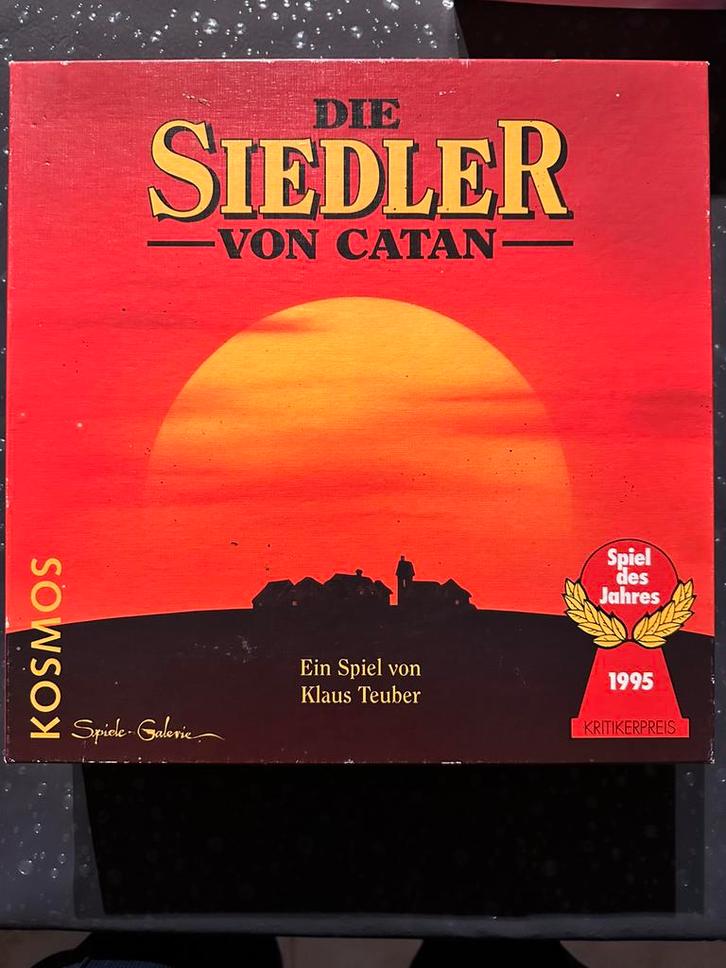 DIE
SIEDLER
VON CATAN
KOSMOS
Spiele-Galerie
Ein Spiel von
Klaus Teuber
Spiel
des
Jahres
1995
KRITIKERPREIS